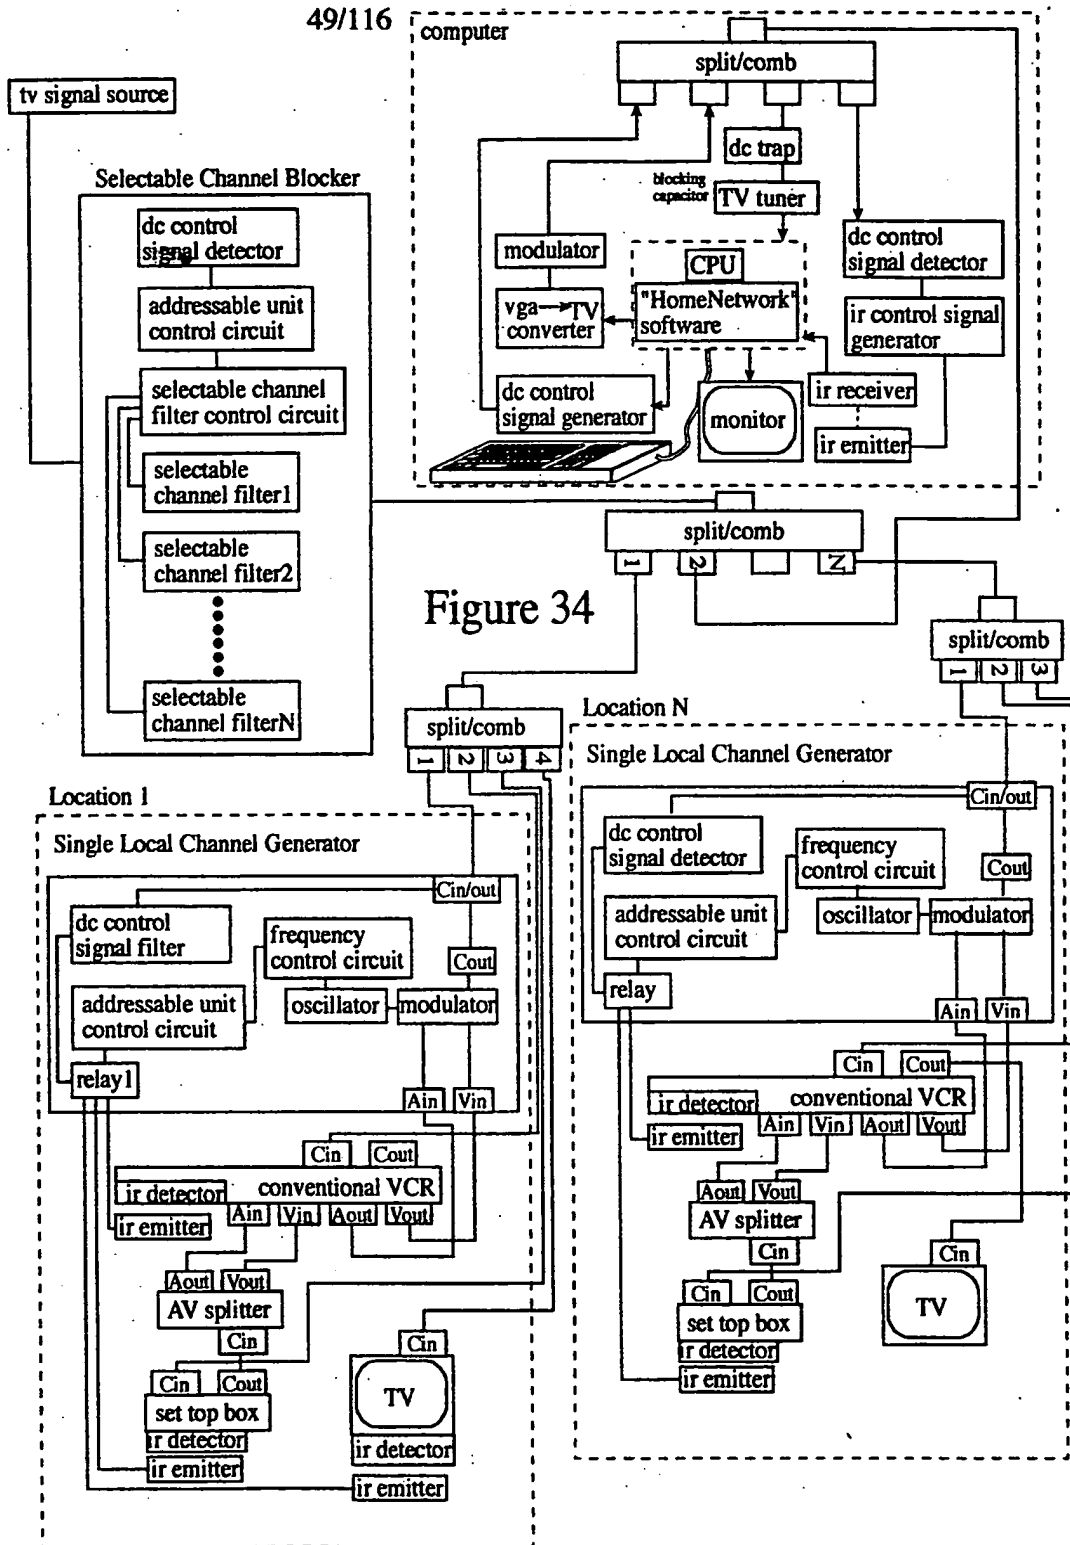 49/116
computer
split/comb
tv signal source
dc trap
blocking
capacitor
TV tuner
Selectable Channel Blocker
dc control
signal detector
addressable unit
control circuit
selectable channel
filter control circuit
selectable
channel filter1
selectable
channel filter2
selectable
channel filterN
modulator
vga→TV
converter
CPU
"HomeNetwork"
software
dc control
signal detector
ir control signal
generator
dc control
signal generator
monitor
ir receiver
ir emitter
split/comb
1
2
N
Figure 34
split/comb
1
2
3
split/comb
1
2
3
4
Location 1
Single Local Channel Generator
Cin/out
dc control
signal filter
frequency
control circuit
Cout
addressable unit
control circuit
oscillator
modulator
relay1
Ain
Vin
Cin
Cout
ir detector
conventional VCR
ir emitter
Ain
Vin
Aout
Vout
Aout
Vout
AV splitter
Cin
Cin
Cout
set top box
ir detector
ir emitter
Cin
TV
ir detector
ir emitter
Location N
Single Local Channel Generator
Cin/out
dc control
signal detector
frequency
control circuit
Cout
addressable unit
control circuit
oscillator
modulator
relay
Ain
Vin
Cin
Cout
ir detector
conventional VCR
ir emitter
Ain
Vin
Aout
Vout
Aout
Vout
AV splitter
Cin
Cin
Cout
set top box
ir detector
ir emitter
Cin
TV